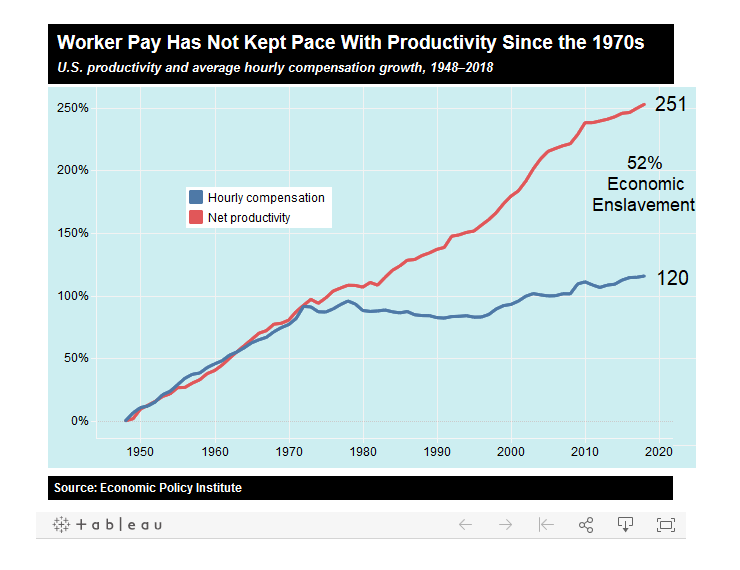 Worker Pay Has Not Kept Pace With Productivity Since the 1970s
U.S. productivity and average hourly compensation growth, 1948–2018
250%
251
52%
Economic
Enslavement
200%
Hourly compensation
Net productivity
150%
120
100%
50%
0%
1950 1960 1970 1980 1990 2000 2010 2020
Source: Economic Policy Institute
+ableau